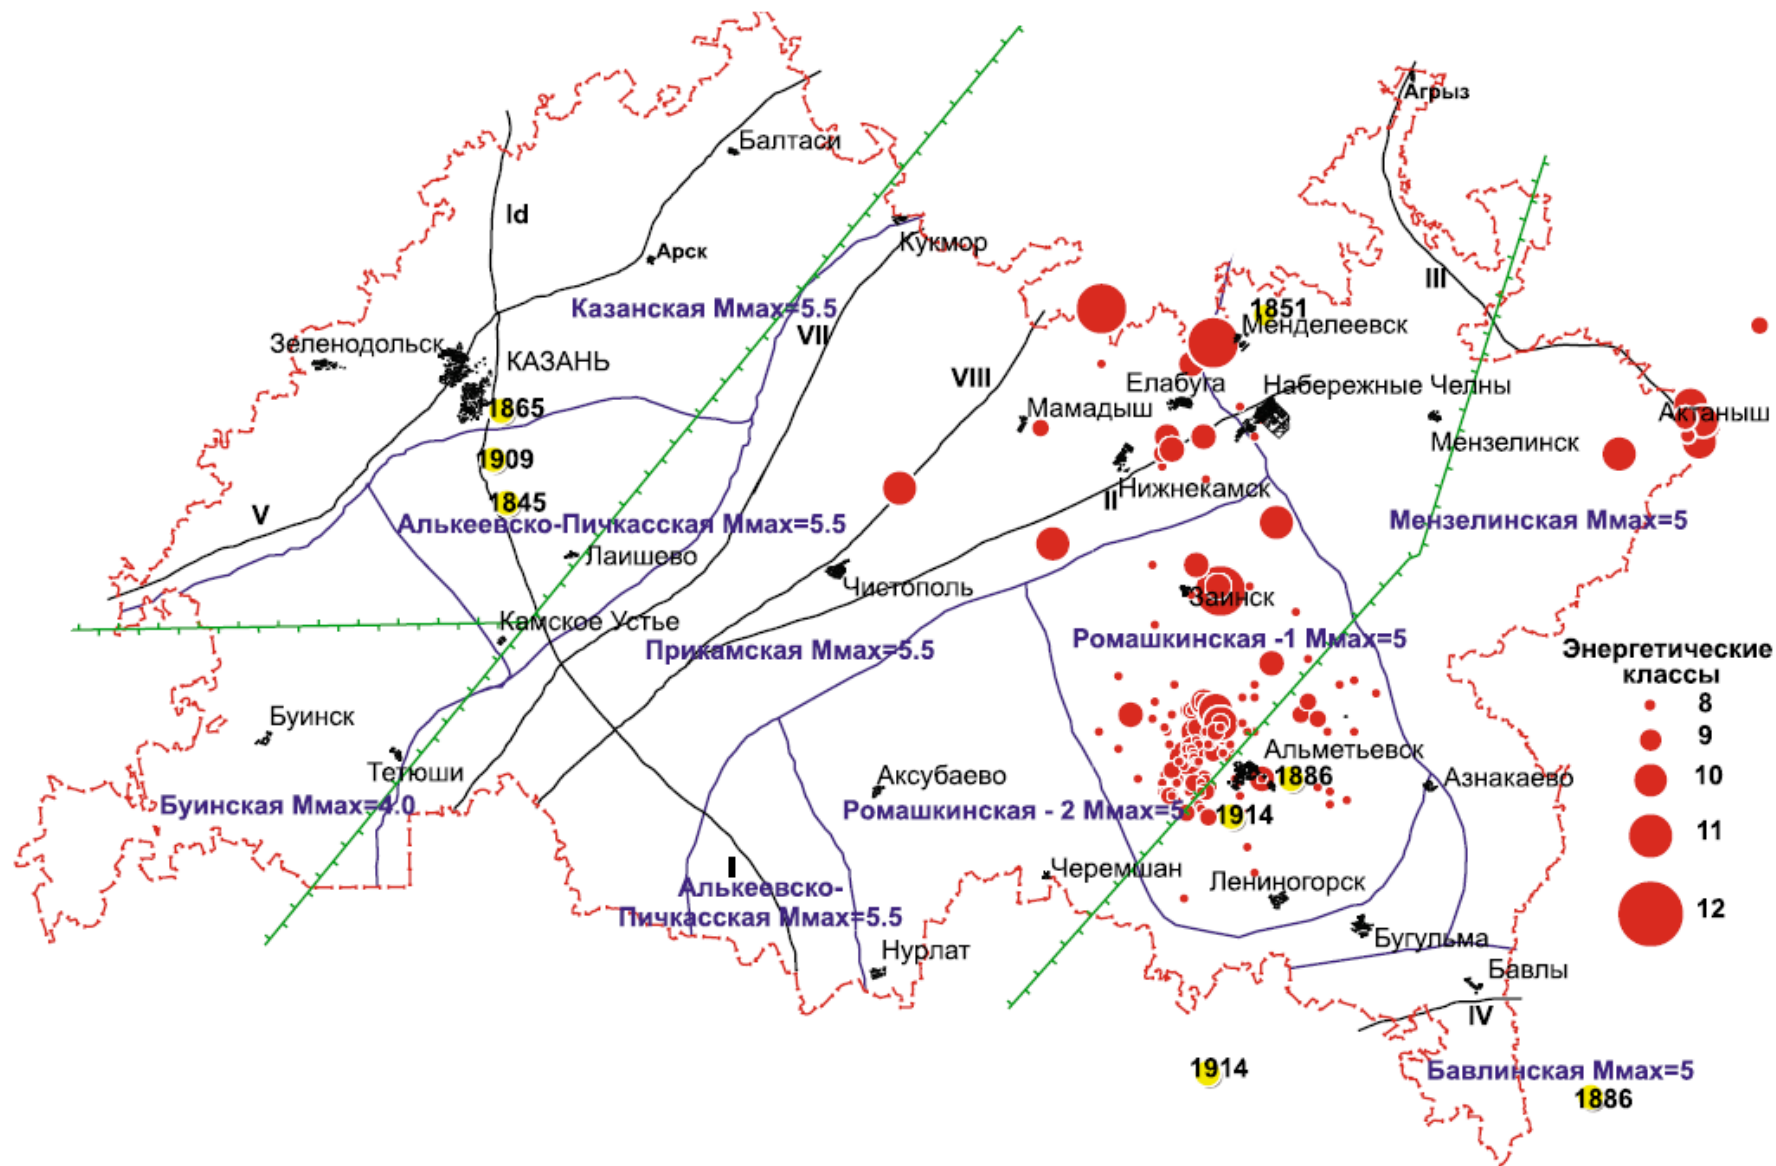 Агрыз
Балтаси
Id
Кукмор
Арск
III
Казанская Ммах=5.5
1851
Менделеевск
VII
Зеленодольск
КАЗАНЬ
VIII
Елабуга
Набережные Челны
1865
Мамадыш
Актаныш
Мензелинск
1909
Нижнекамск
1845
II
V
Алькеевско-Пичкасская Ммах=5.5
Мензелинская Ммах=5
Лаишево
Чистополь
Заинск
Камское Устье
Прикамская Ммах=5.5
Ромашкинская -1 Ммах=5
Энергетические
классы
8
9
10
11
12
Буинск
Тетюши
Альметьевск
1886
Аксубаево
Азнакаево
Буинская Ммах=4.0
Ромашкинская - 2 Ммах=5
1914
I
Черемшан
Лениногорск
Алькеевско-
Пичкасская Ммах=5.5
Бугульма
Нурлат
Бавлы
IV
1914
Бавлинская Ммах=5
1886